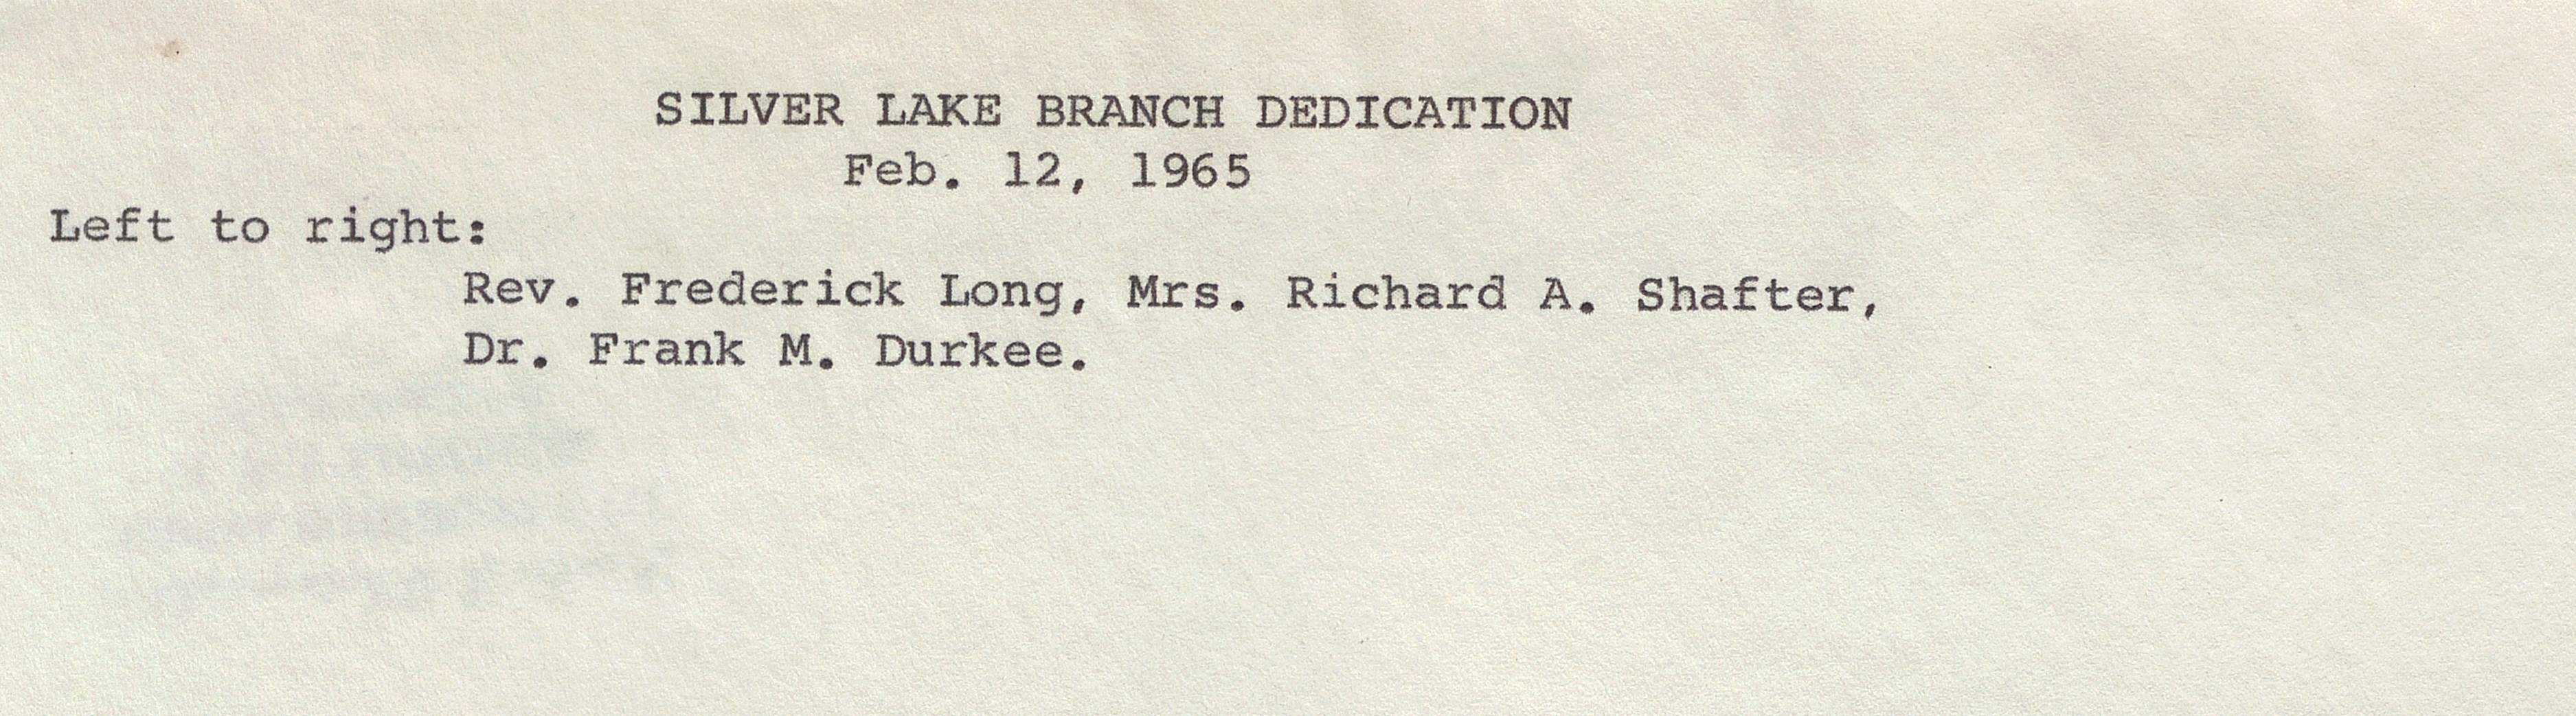 SILVER LAKE BRANCH DEDICATION
Feb. 12, 1965
Left to right:
Rev. Frederick Long, Mrs. Richard A. Shafter,
Dr. Frank M. Durkee.